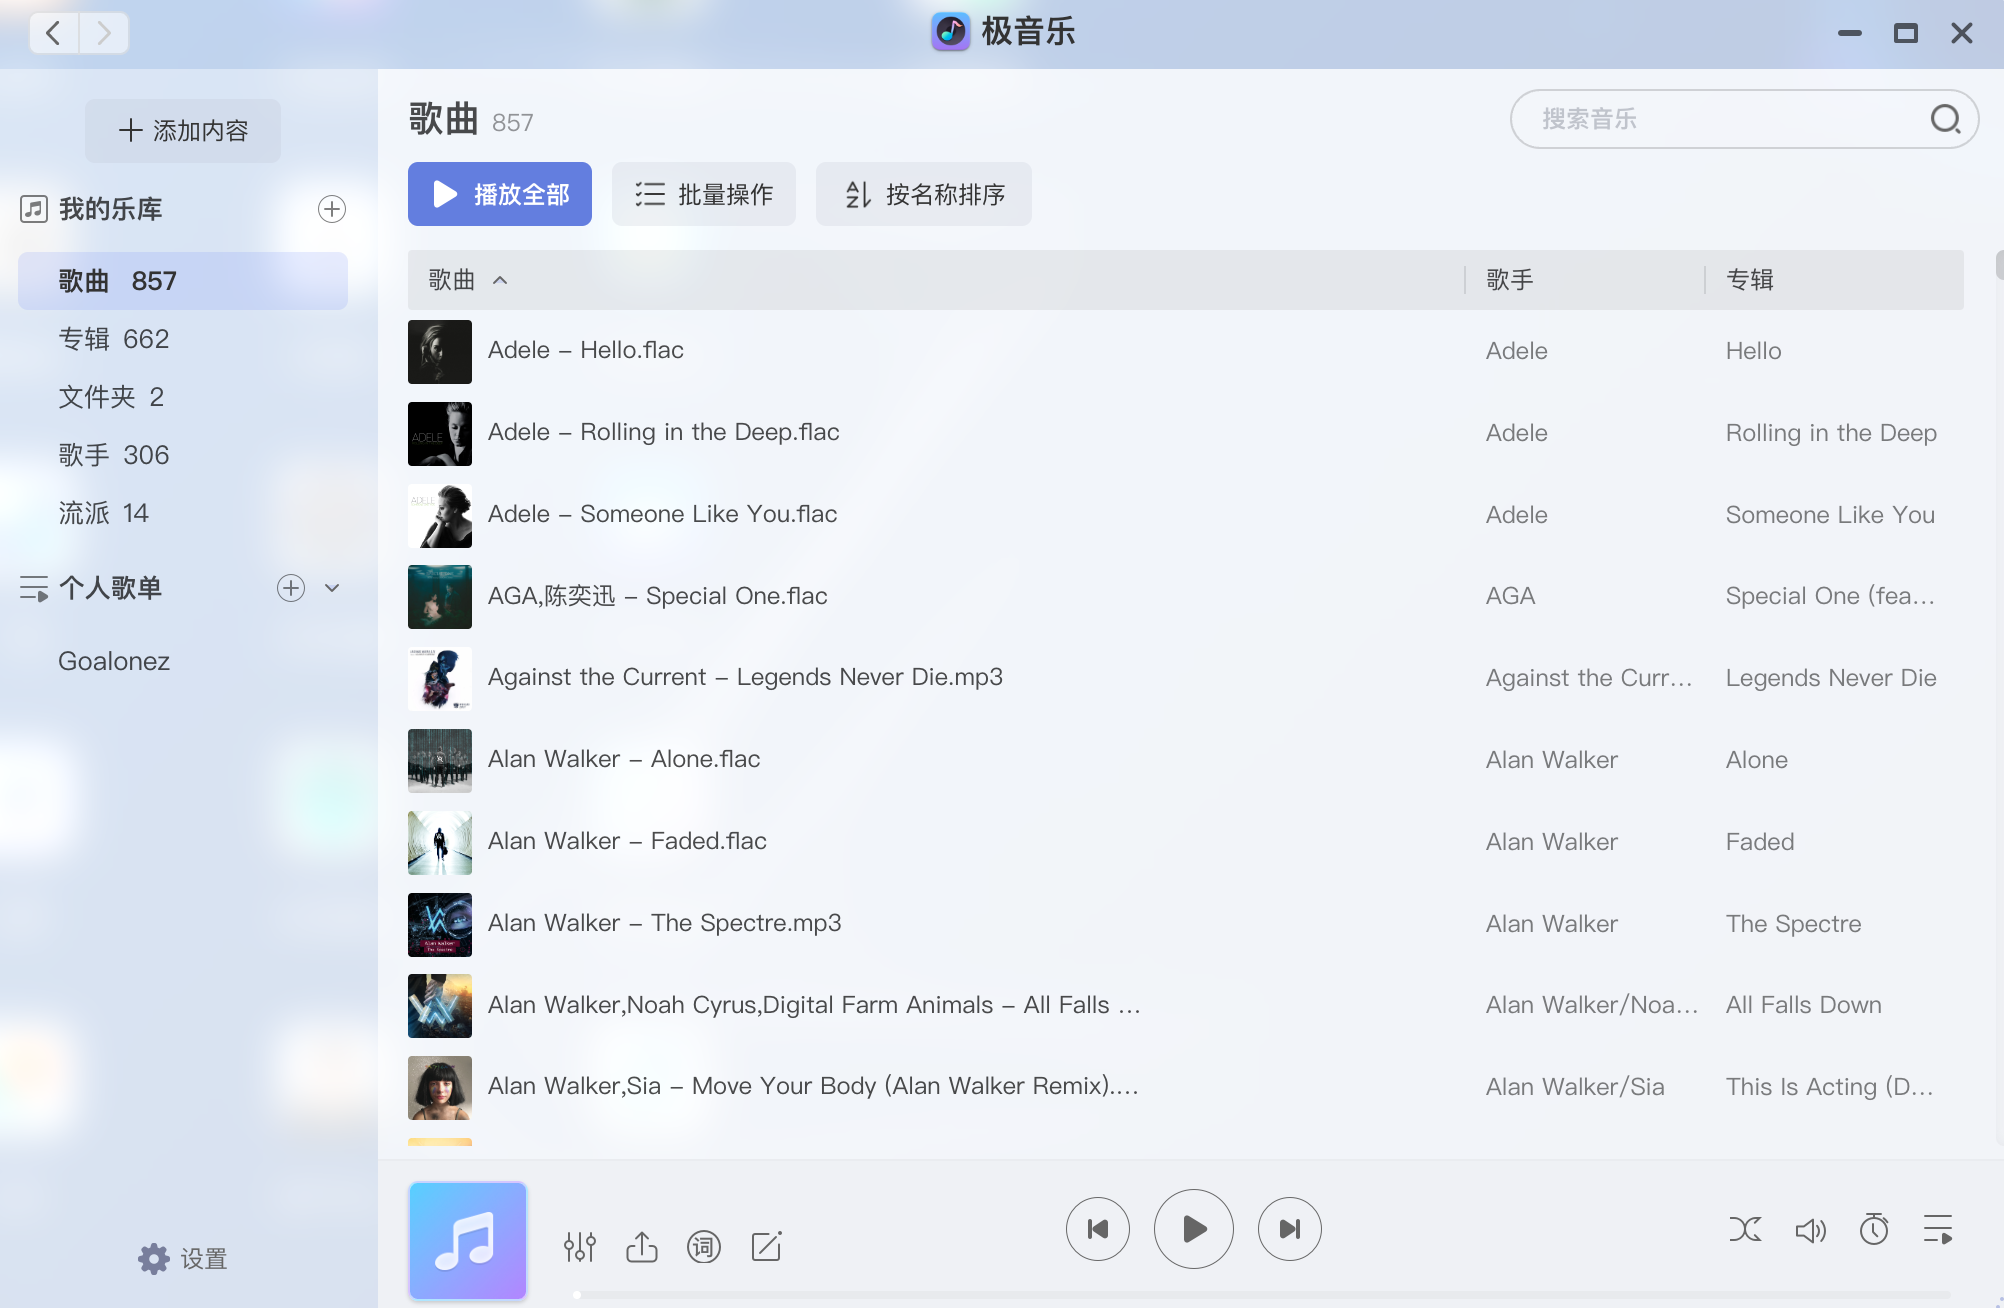 极音乐
添加内容
我的乐库
歌曲 857
专辑 662
文件夹 2
歌手 306
流派 14
个人歌单
Goalonez
设置
歌曲 857
搜索音乐
播放全部
批量操作
按名称排序
歌曲 歌手 专辑
Adele – Hello.flac Adele Hello
ADELE
Adele – Rolling in the Deep.flac Adele Rolling in the Deep
ADELE
Adele – Someone Like You.flac Adele Someone Like You
AGA,陈奕迅 – Special One.flac AGA Special One (fea...
Against the Current – Legends Never Die.mp3 Against the Curr... Legends Never Die
Alan Walker – Alone.flac Alan Walker Alone
Alan Walker – Faded.flac Alan Walker Faded
Alan Walker
The Spectre
Alan Walker – The Spectre.mp3 Alan Walker The Spectre
Alan Walker,Noah Cyrus,Digital Farm Animals – All Falls ... Alan Walker/Noa... All Falls Down
Alan Walker,Sia – Move Your Body (Alan Walker Remix).... Alan Walker/Sia This Is Acting (D...
词